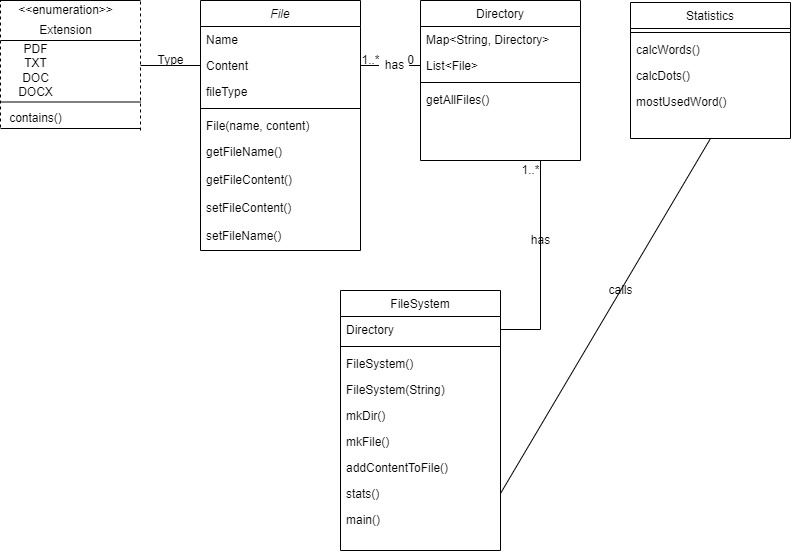 <<enumeration>>
Extension
PDF
TXT
DOC
DOCX
contains()
Type
File
Name
Content
fileType
File(name, content)
getFileName()
getFileContent()
setFileContent()
setFileName()
1..*
has
0
Directory
Map<String, Directory>
List<File>
getAllFiles()
1..*
has
Statistics
calcWords()
calcDots()
mostUsedWord()
calls
FileSystem
Directory
FileSystem()
FileSystem(String)
mkDir()
mkFile()
addContentToFile()
stats()
main()